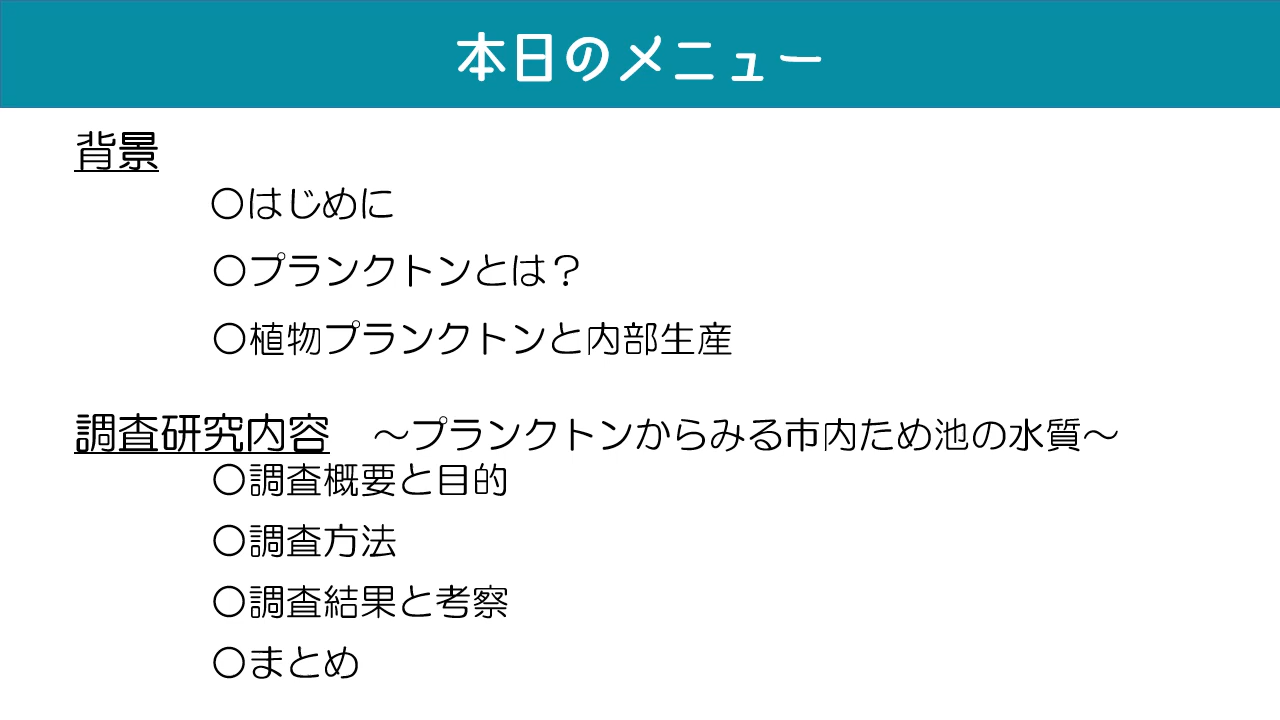 本日のメニュー
背景
〇はじめに
〇プランクトンとは？
〇植物プランクトンと内部生産
調査研究内容　～プランクトンからみる市内ため池の水質～
〇調査概要と目的
〇調査方法
〇調査結果と考察
〇まとめ